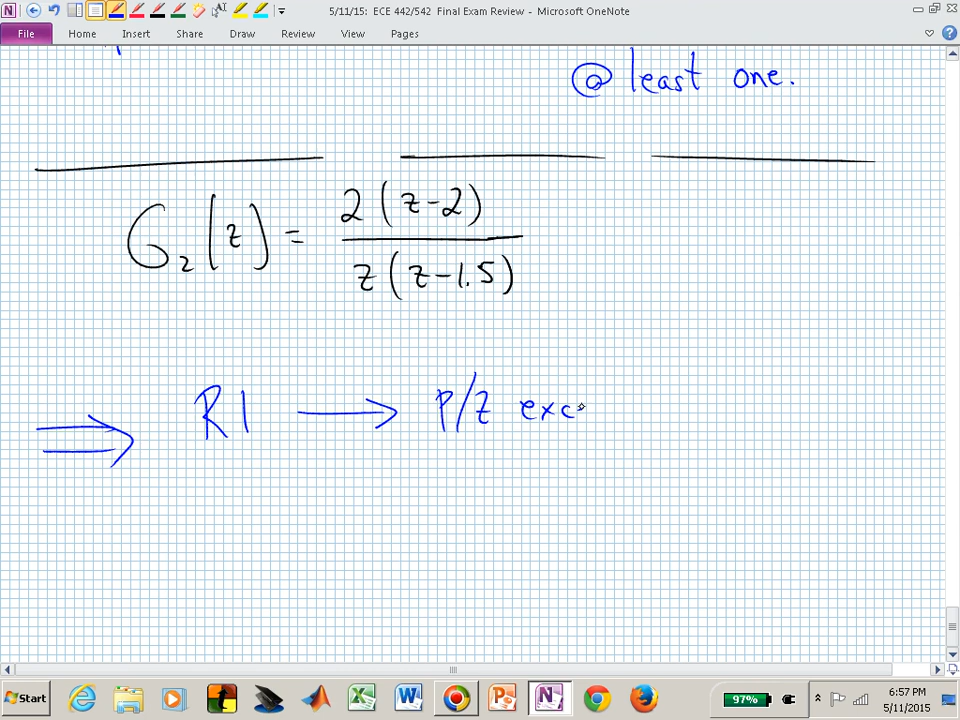 5/11/15: ECE 442/542 Final Exam Review - Microsoft OneNote
File Home Insert Share Draw Review View Pages
@ least one.
G₂(z) = 2(z-2) / z(z-1.5)
R1 → P/Z exc
Start
97%
6:57 PM
5/11/2015